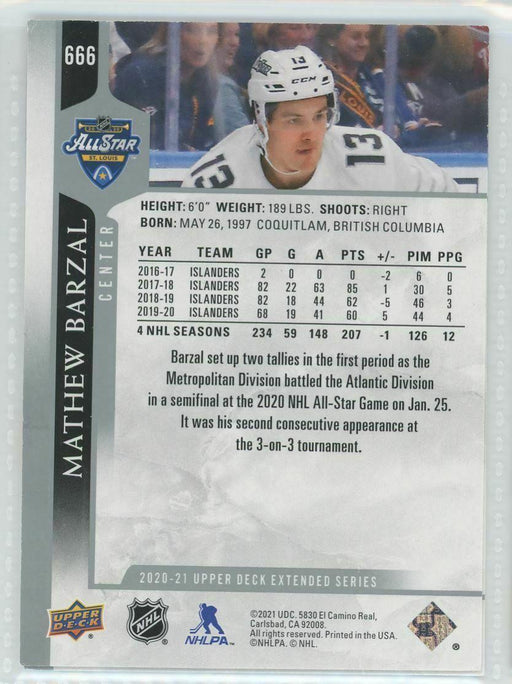 666
13
CCM
13
13
ALL STAR
ST. LOUIS
MATHEW BARZAL
CENTER
HEIGHT: 6'0" WEIGHT: 189 LBS. SHOOTS: RIGHT
BORN: MAY 26, 1997 COQUITLAM, BRITISH COLUMBIA
YEAR TEAM GP G A PTS +/- PIM PPG
2016-17 ISLANDERS 2 0 0 0 -2 6 0
2017-18 ISLANDERS 82 22 63 85 1 30 5
2018-19 ISLANDERS 82 18 44 62 -5 46 3
2019-20 ISLANDERS 68 19 41 60 5 44 4
4 NHL SEASONS 234 59 148 207 -1 126 12
Barzal set up two tallies in the first period as the
Metropolitan Division battled the Atlantic Division
in a semifinal at the 2020 NHL All-Star Game on Jan. 25.
It was his second consecutive appearance at
the 3-on-3 tournament.
2020-21 UPPER DECK EXTENDED SERIES
UPPER DECK
NHL
NHLPA
©2021 UDC. 5830 El Camino Real,
Carlsbad, CA 92008.
All rights reserved. Printed in the USA.
©NHLPA. © NHL.